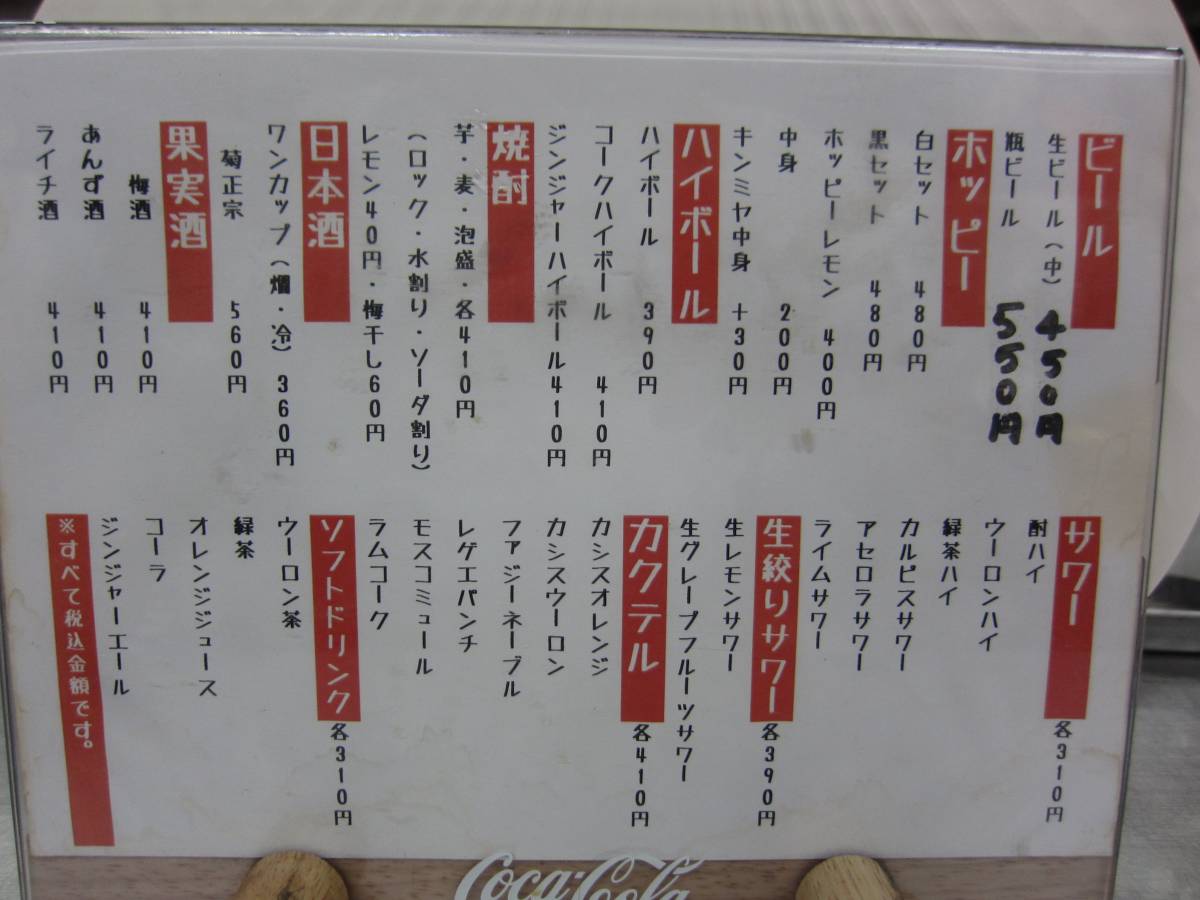 ビール
生ビール（中） 450円
瓶ビール 550円
ホッピー
白セット 480円
黒セット 480円
ホッピーレモン 400円
中身 200円
キンミヤ中身 +30円
ハイボール
ハイボール 390円
コークハイボール 410円
ジンジャーハイボール410円
焼酎
芋・麦・泡盛・各410円
（ロック・水割り・ソーダ割り）
レモン40円・梅干し60円
日本酒
ワンカップ（燗・冷）360円
菊正宗 560円
果実酒
梅酒 410円
あんず酒 410円
ライチ酒 410円
サワー 各310円
酎ハイ
ウーロンハイ
緑茶ハイ
カルピスサワー
アセロラサワー
ライムサワー
生絞りサワー 各390円
生レモンサワー
生グレープフルーツサワー
カクテル 各410円
カシスオレンジ
カシスウーロン
ファジーネーブル
レゲエパンチ
モスコミュール
ラムコーク
ソフトドリンク 各310円
ウーロン茶
緑茶
オレンジジュース
コーラ
ジンジャーエール
※すべて税込金額です。
Coca-Cola